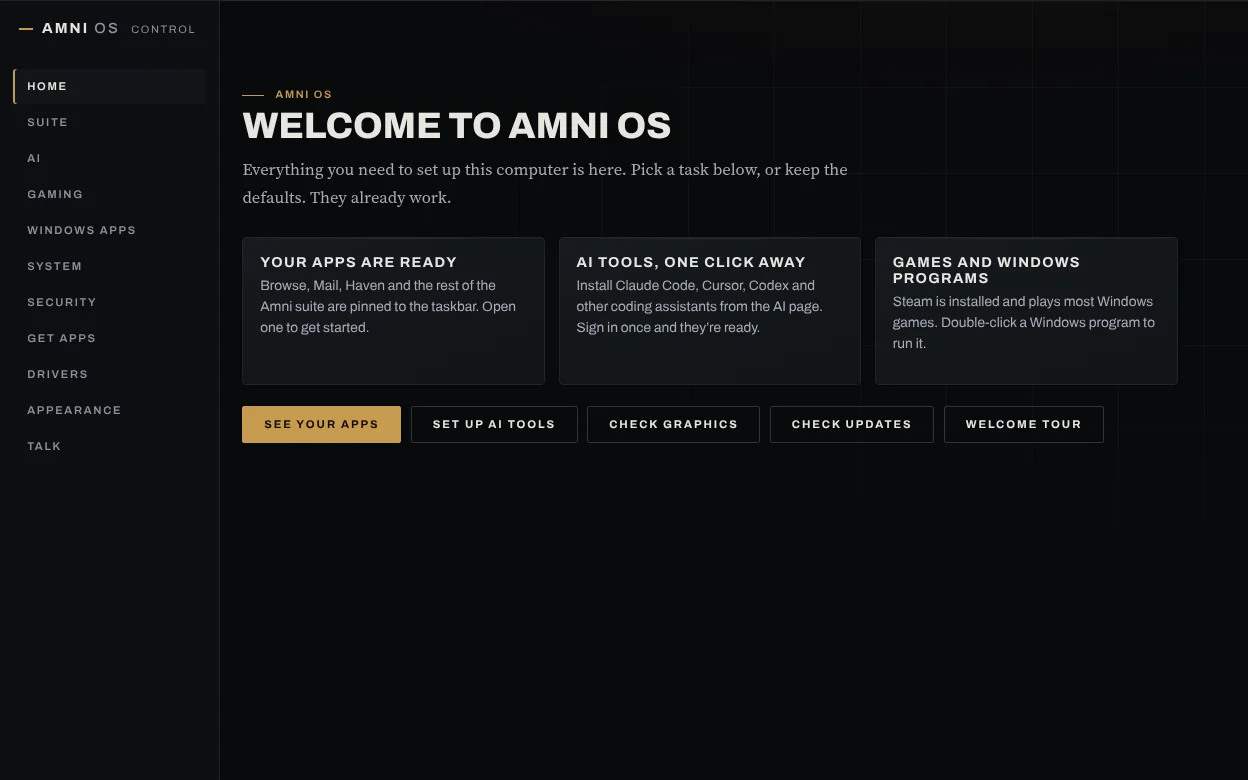 AMNI OS CONTROL
HOME
SUITE
AI
GAMING
WINDOWS APPS
SYSTEM
SECURITY
GET APPS
DRIVERS
APPEARANCE
TALK
AMNI OS
WELCOME TO AMNI OS
Everything you need to set up this computer is here. Pick a task below, or keep the
defaults. They already work.
YOUR APPS ARE READY
Browse, Mail, Haven and the rest of the
Amni suite are pinned to the taskbar. Open
one to get started.
AI TOOLS, ONE CLICK AWAY
Install Claude Code, Cursor, Codex and
other coding assistants from the AI page.
Sign in once and they’re ready.
GAMES AND WINDOWS
PROGRAMS
Steam is installed and plays most Windows
games. Double-click a Windows program to
run it.
SEE YOUR APPS
SET UP AI TOOLS
CHECK GRAPHICS
CHECK UPDATES
WELCOME TOUR